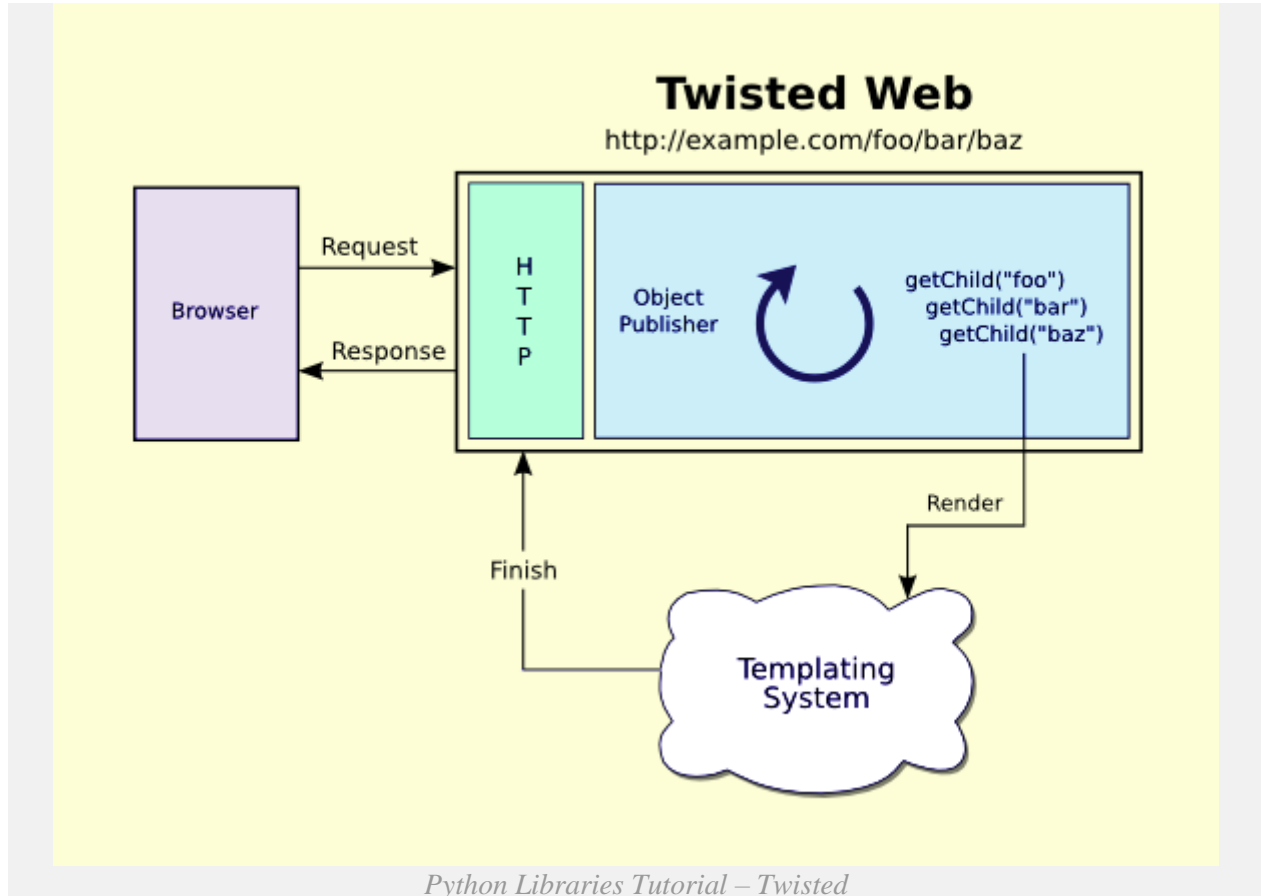 Twisted Web
http://example.com/foo/bar/baz
Browser
Request
Response
H
T
T
P
Object
Publisher
getChild("foo")
getChild("bar")
getChild("baz")
Render
Finish
Templating
System
Python Libraries Tutorial – Twisted